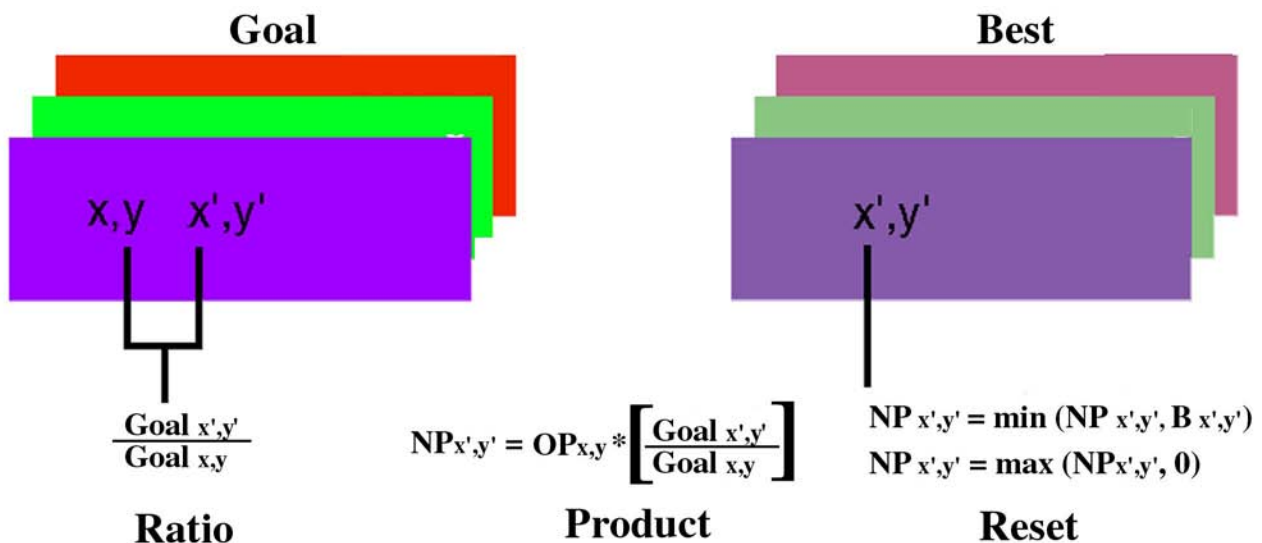 Goal
Best
x,y x',y'
x',y'
Goal x',y'
Goal x,y
NPx',y' = OPx,y * [Goal x',y' / Goal x,y]
NP x',y' = min (NP x',y', B x',y')
NP x',y' = max (NPx',y', 0)
Ratio
Product
Reset